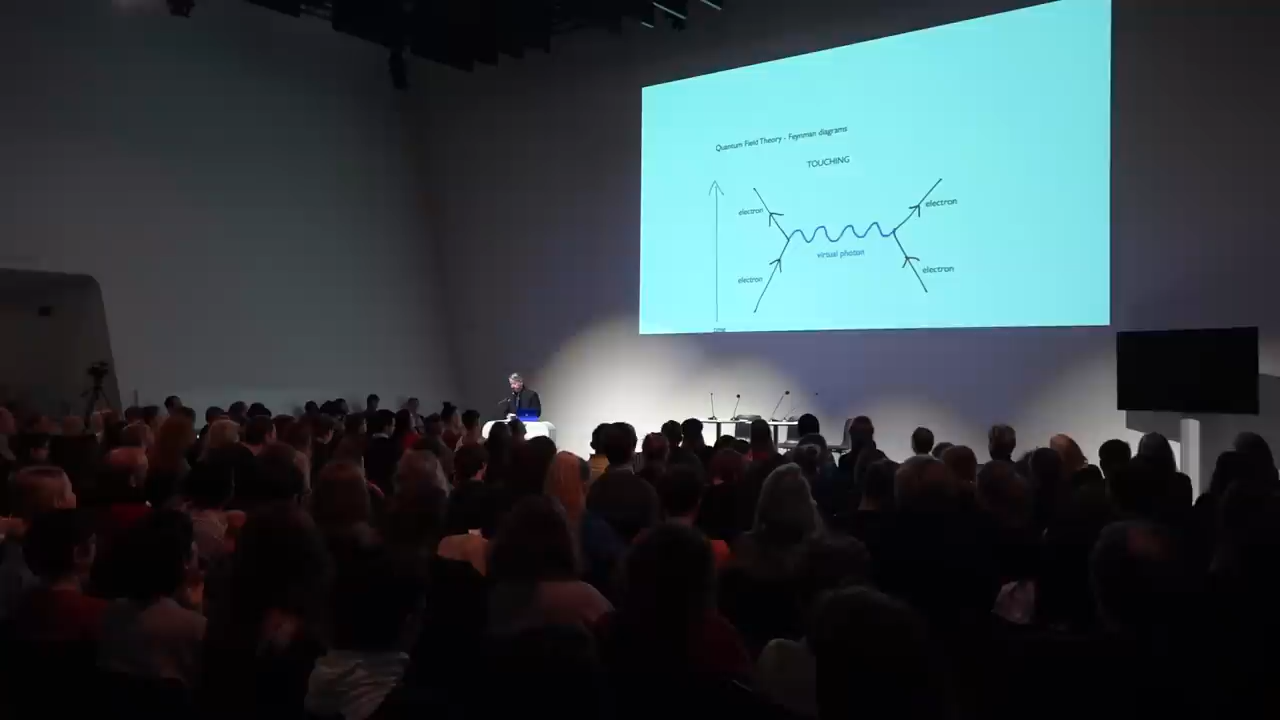 Quantum Field Theory - Feynman diagrams
TOUCHING
electron
electron
virtual photon
electron
electron
time